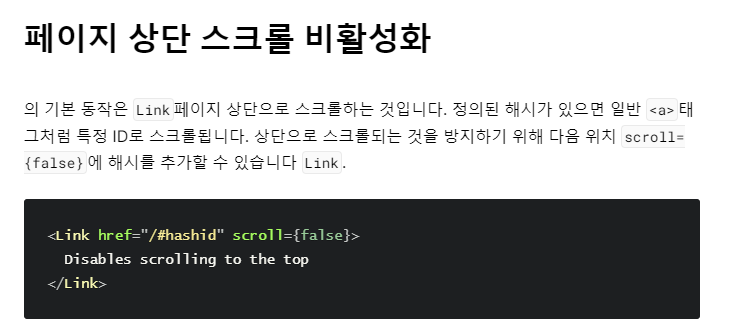 페이지 상단 스크롤 비활성화
의 기본 동작은 Link페이지 상단으로 스크롤하는 것입니다. 정의된 해시가 있으면 일반 <a>태
그처럼 특정 ID로 스크롤됩니다. 상단으로 스크롤되는 것을 방지하기 위해 다음 위치 scroll=
{false}에 해시를 추가할 수 있습니다 Link.
<Link href="/#hashid" scroll={false}>
Disables scrolling to the top
</Link>